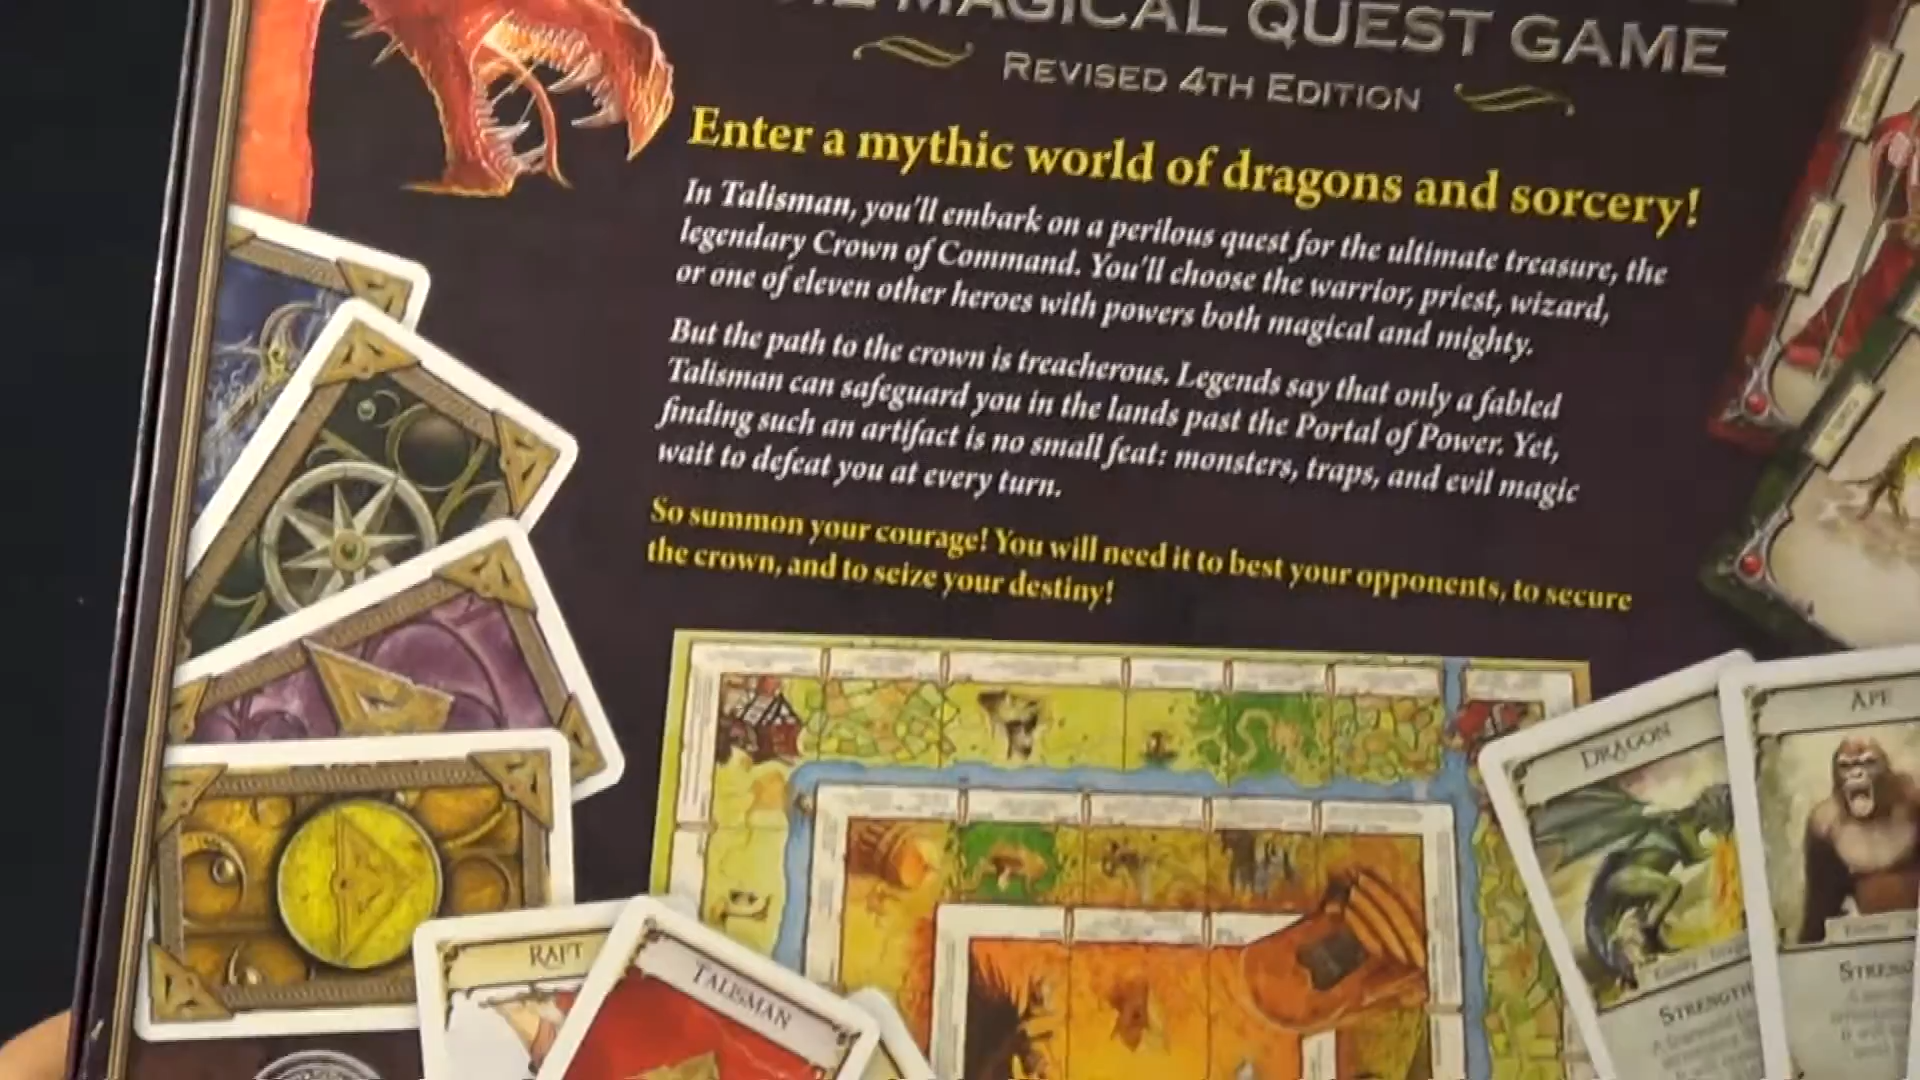 MAGICAL QUEST GAME
REVISED 4TH EDITION
Enter a mythic world of dragons and sorcery!
In Talisman, you'll embark on a perilous quest for the ultimate treasure, the
legendary Crown of Command. You'll choose the warrior, priest, wizard,
or one of eleven other heroes with powers both magical and mighty.
But the path to the crown is treacherous. Legends say that only a fabled
Talisman can safeguard you in the lands past the Portal of Power. Yet,
finding such an artifact is no small feat: monsters, traps, and evil magic
wait to defeat you at every turn.
So summon your courage! You will need it to best your opponents, to secure
the crown, and to seize your destiny!
DRAGON
APE
RAFT
TALISMAN
STRENGTH